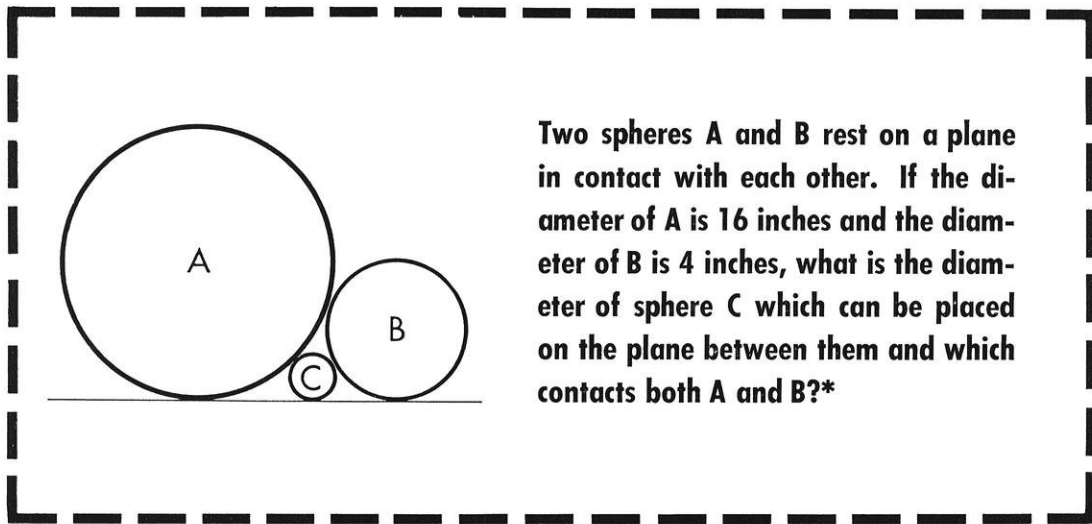 A
B
C
Two spheres A and B rest on a plane
in contact with each other. If the di-
ameter of A is 16 inches and the diam-
eter of B is 4 inches, what is the diam-
eter of sphere C which can be placed
on the plane between them and which
contacts both A and B?*